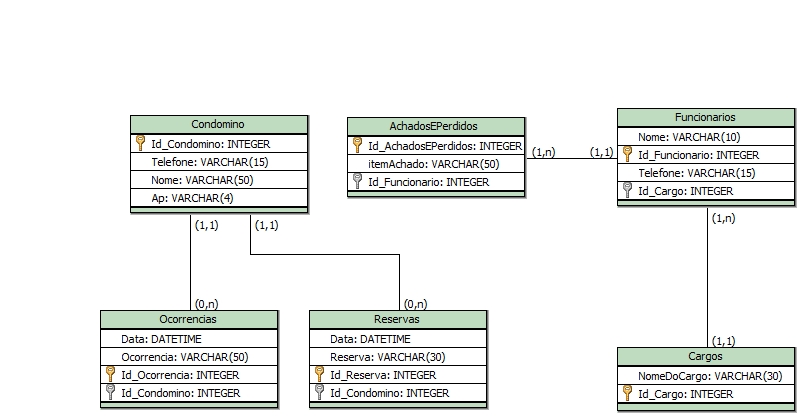 Condomino
Id_Condomino: INTEGER
Telefone: VARCHAR(15)
Nome: VARCHAR(50)
Ap: VARCHAR(4)
(1,1)
(1,1)
AchadosEPerdidos
Id_AchadosEPerdidos: INTEGER
itemAchado: VARCHAR(50)
Id_Funcionario: INTEGER
(1,n)
(1,1)
Funcionarios
Nome: VARCHAR(10)
Id_Funcionario: INTEGER
Telefone: VARCHAR(15)
Id_Cargo: INTEGER
(1,n)
(0,n)
Ocorrencias
Data: DATETIME
Ocorrencia: VARCHAR(50)
Id_Ocorrencia: INTEGER
Id_Condomino: INTEGER
(0,n)
Reservas
Data: DATETIME
Reserva: VARCHAR(30)
Id_Reserva: INTEGER
Id_Condomino: INTEGER
(1,1)
Cargos
NomeDoCargo: VARCHAR(30)
Id_Cargo: INTEGER